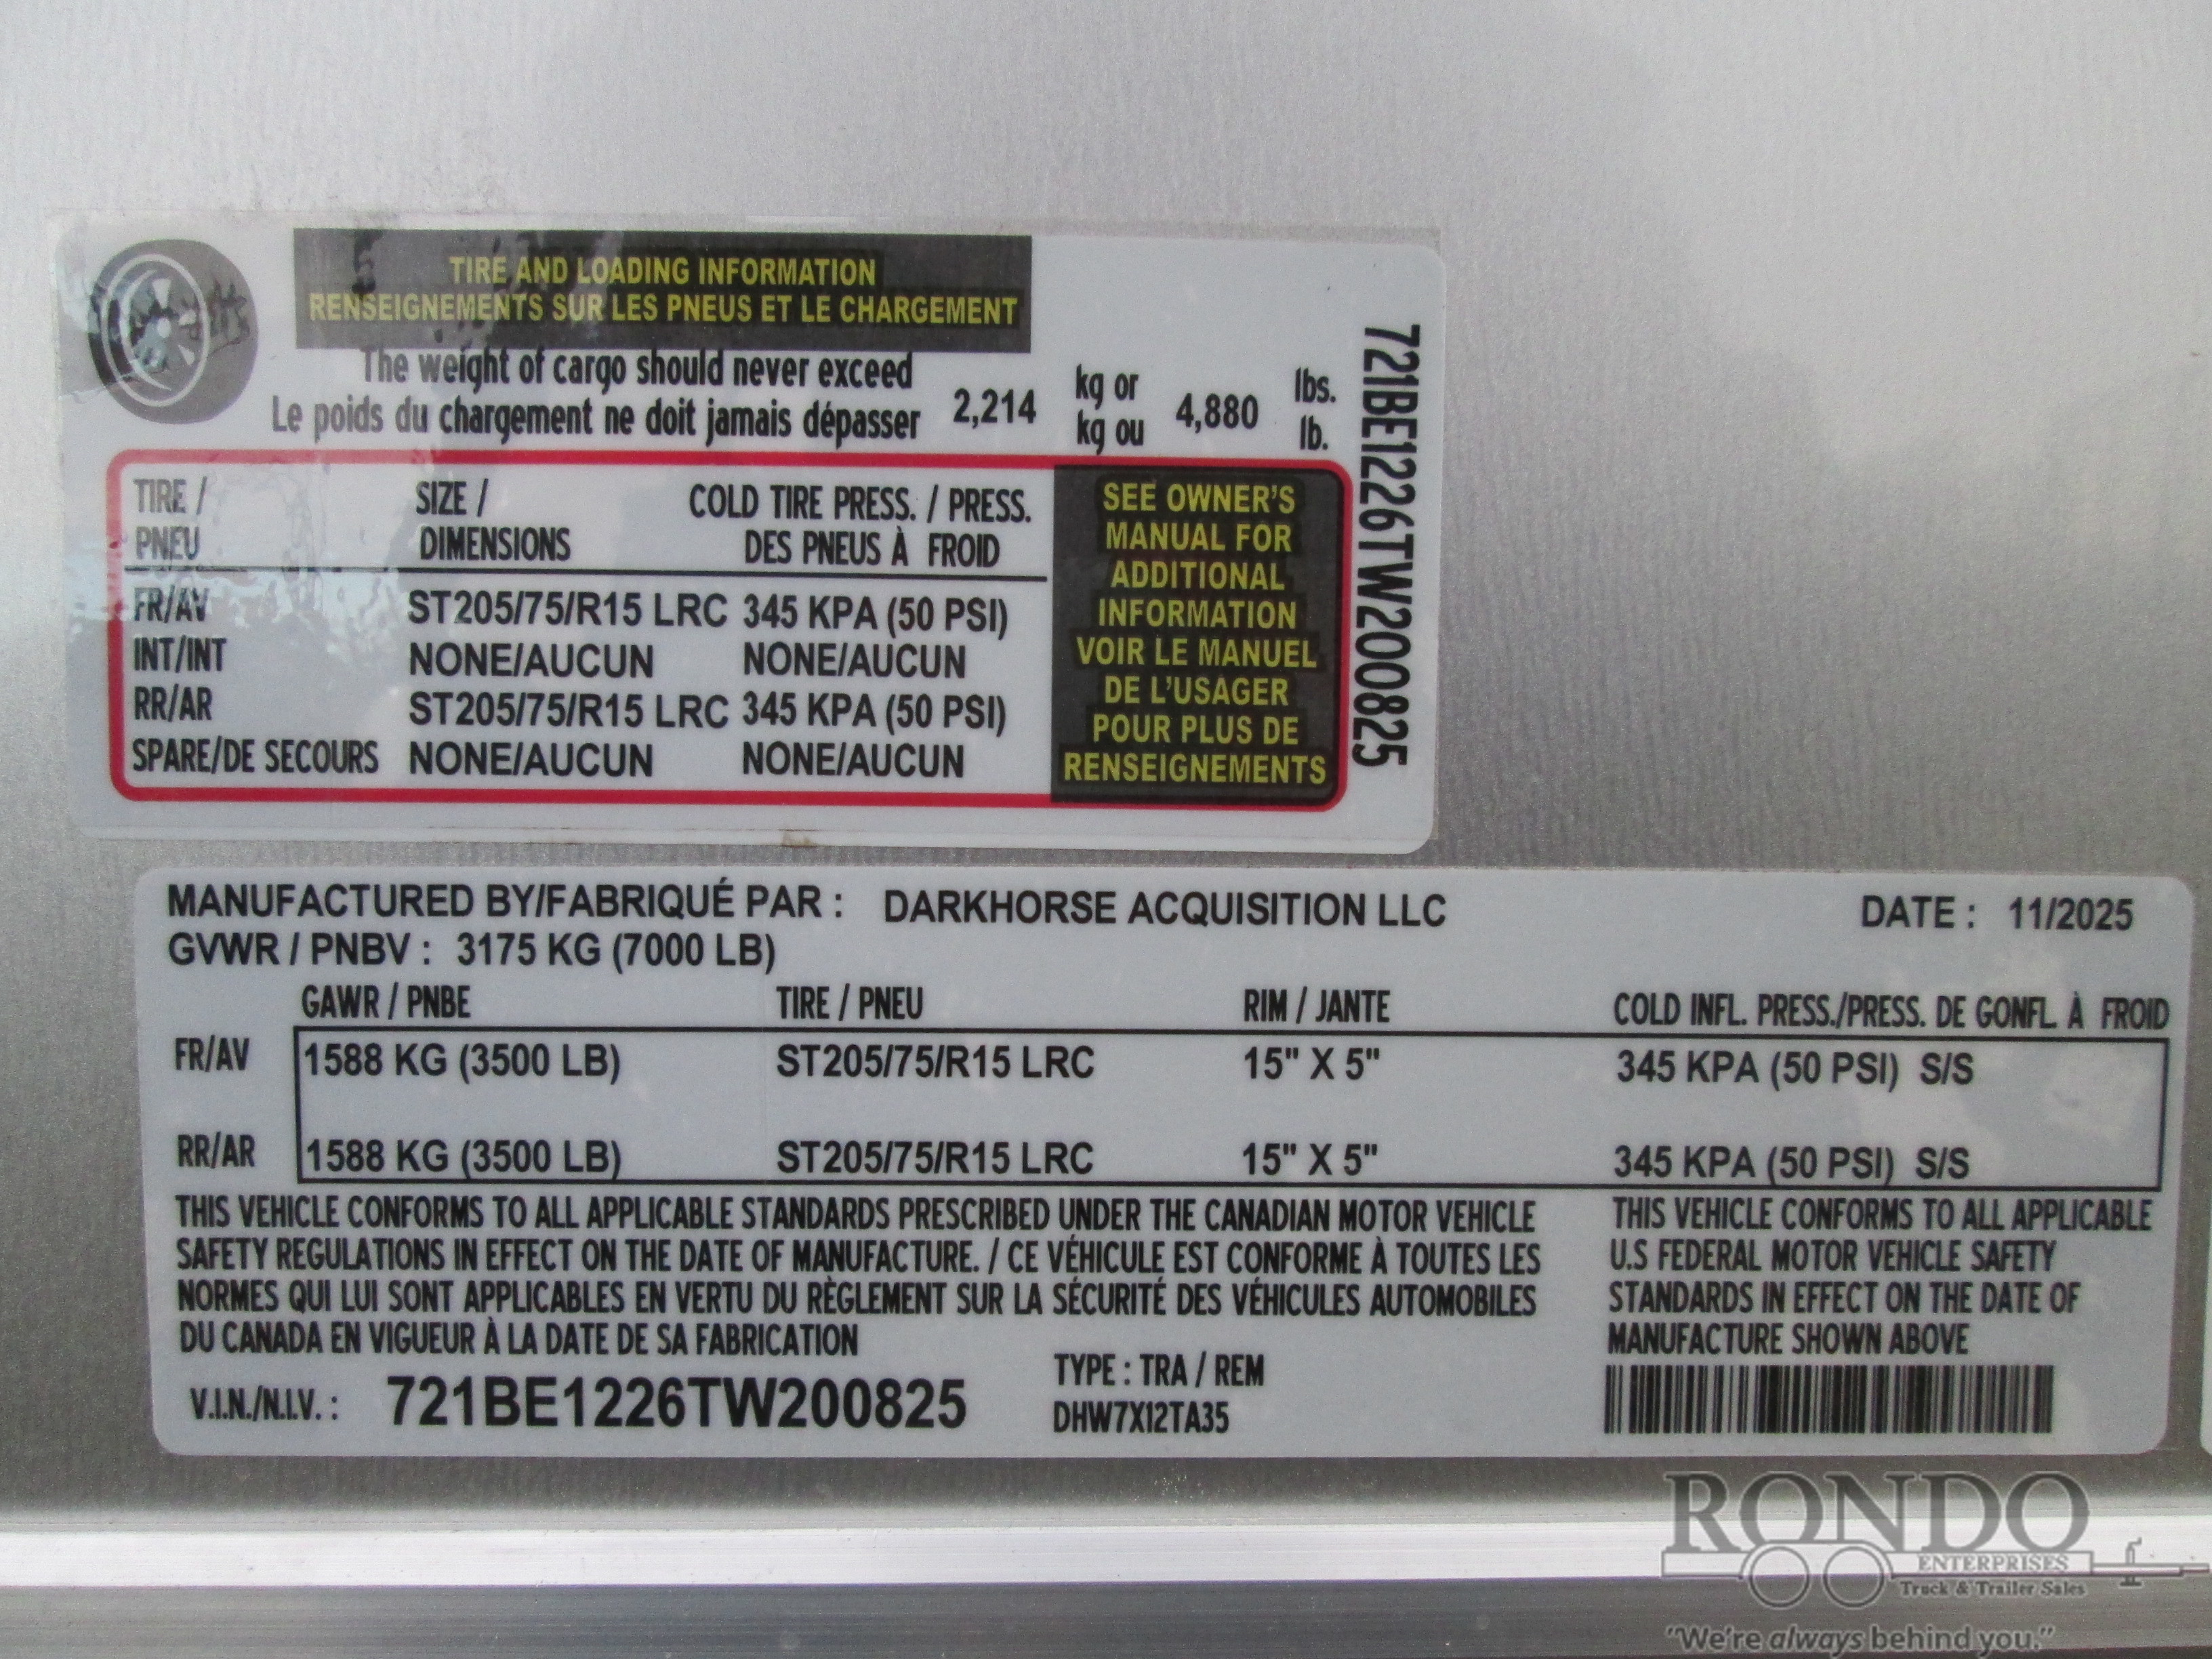 TIRE AND LOADING INFORMATION
RENSEIGNEMENTS SUR LES PNEUS ET LE CHARGEMENT
The weight of cargo should never exceed
Le poids du chargement ne doit jamais dépasser
2,214
kg or
kg ou
4,880
lbs.
lb.
721BE1226TW200825
TIRE / SIZE / COLD TIRE PRESS. / PRESS.
PNEU DIMENSIONS DES PNEUS À FROID
FR/AV ST205/75/R15 LRC 345 KPA (50 PSI)
INT/INT NONE/AUCUN NONE/AUCUN
RR/AR ST205/75/R15 LRC 345 KPA (50 PSI)
SPARE/DE SECOURS NONE/AUCUN NONE/AUCUN
SEE OWNER'S
MANUAL FOR
ADDITIONAL
INFORMATION
VOIR LE MANUEL
DE L'USAGER
POUR PLUS DE
RENSEIGNEMENTS
MANUFACTURED BY/FABRIQUÉ PAR : DARKHORSE ACQUISITION LLC DATE : 11/2025
GVWR / PNBV : 3175 KG (7000 LB)
GAWR / PNBE TIRE / PNEU RIM / JANTE COLD INFL. PRESS./PRESS. DE GONFL. À FROID
FR/AV 1588 KG (3500 LB) ST205/75/R15 LRC 15" X 5" 345 KPA (50 PSI) S/S
RR/AR 1588 KG (3500 LB) ST205/75/R15 LRC 15" X 5" 345 KPA (50 PSI) S/S
THIS VEHICLE CONFORMS TO ALL APPLICABLE STANDARDS PRESCRIBED UNDER THE CANADIAN MOTOR VEHICLE
SAFETY REGULATIONS IN EFFECT ON THE DATE OF MANUFACTURE. / CE VÉHICULE EST CONFORME À TOUTES LES
NORMES QUI LUI SONT APPLICABLES EN VERTU DU RÈGLEMENT SUR LA SÉCURITÉ DES VÉHICULES AUTOMOBILES
DU CANADA EN VIGUEUR À LA DATE DE SA FABRICATION
THIS VEHICLE CONFORMS TO ALL APPLICABLE
U.S FEDERAL MOTOR VEHICLE SAFETY
STANDARDS IN EFFECT ON THE DATE OF
MANUFACTURE SHOWN ABOVE
V.I.N./N.I.V. : 721BE1226TW200825
TYPE : TRA / REM
DHW7X12TA35
RONDO
ENTERPRISES
Truck & Trailer Sales
"We're always behind you."